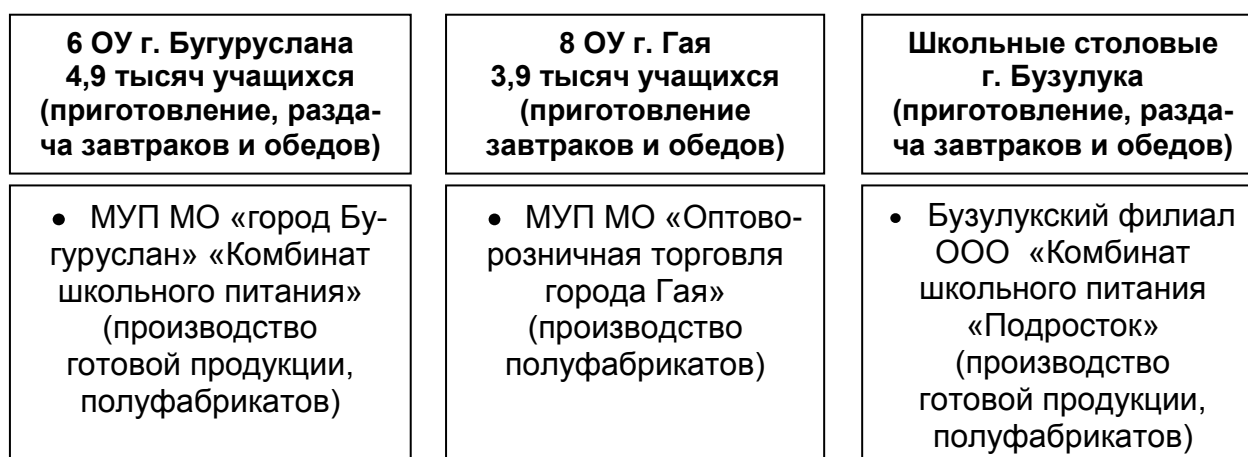 6 ОУ г. Бугуруслана
4,9 тысяч учащихся
(приготовление, разда-
ча завтраков и обедов)
8 ОУ г. Гая
3,9 тысяч учащихся
(приготовление
завтраков и обедов)
Школьные столовые
г. Бузулука
(приготовление, разда-
ча завтраков и обедов)
• МУП МО «город Бу-
гуруслан» «Комбинат
школьного питания»
(производство
готовой продукции,
полуфабрикатов)
• МУП МО «Оптово-
розничная торговля
города Гая»
(производство
полуфабрикатов)
• Бузулукский филиал
ООО «Комбинат
школьного питания
«Подросток»
(производство
готовой продукции,
полуфабрикатов)